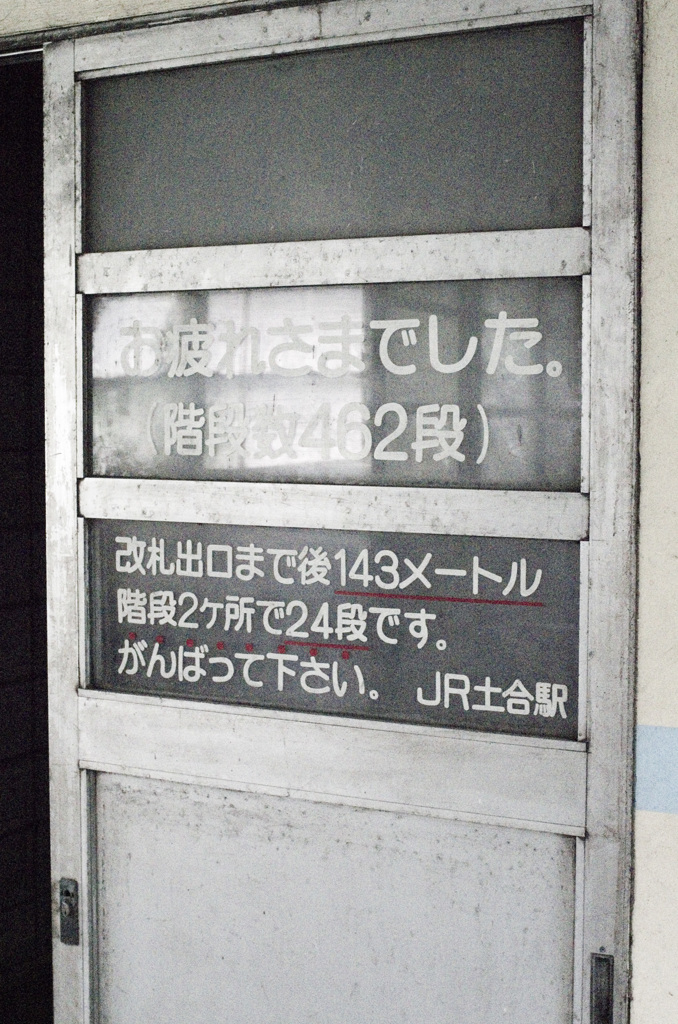 お疲れさまでした。
(階段数462段)
改札出口まで後143メートル
階段2ケ所で24段です。
がんばって下さい。 JR土合駅